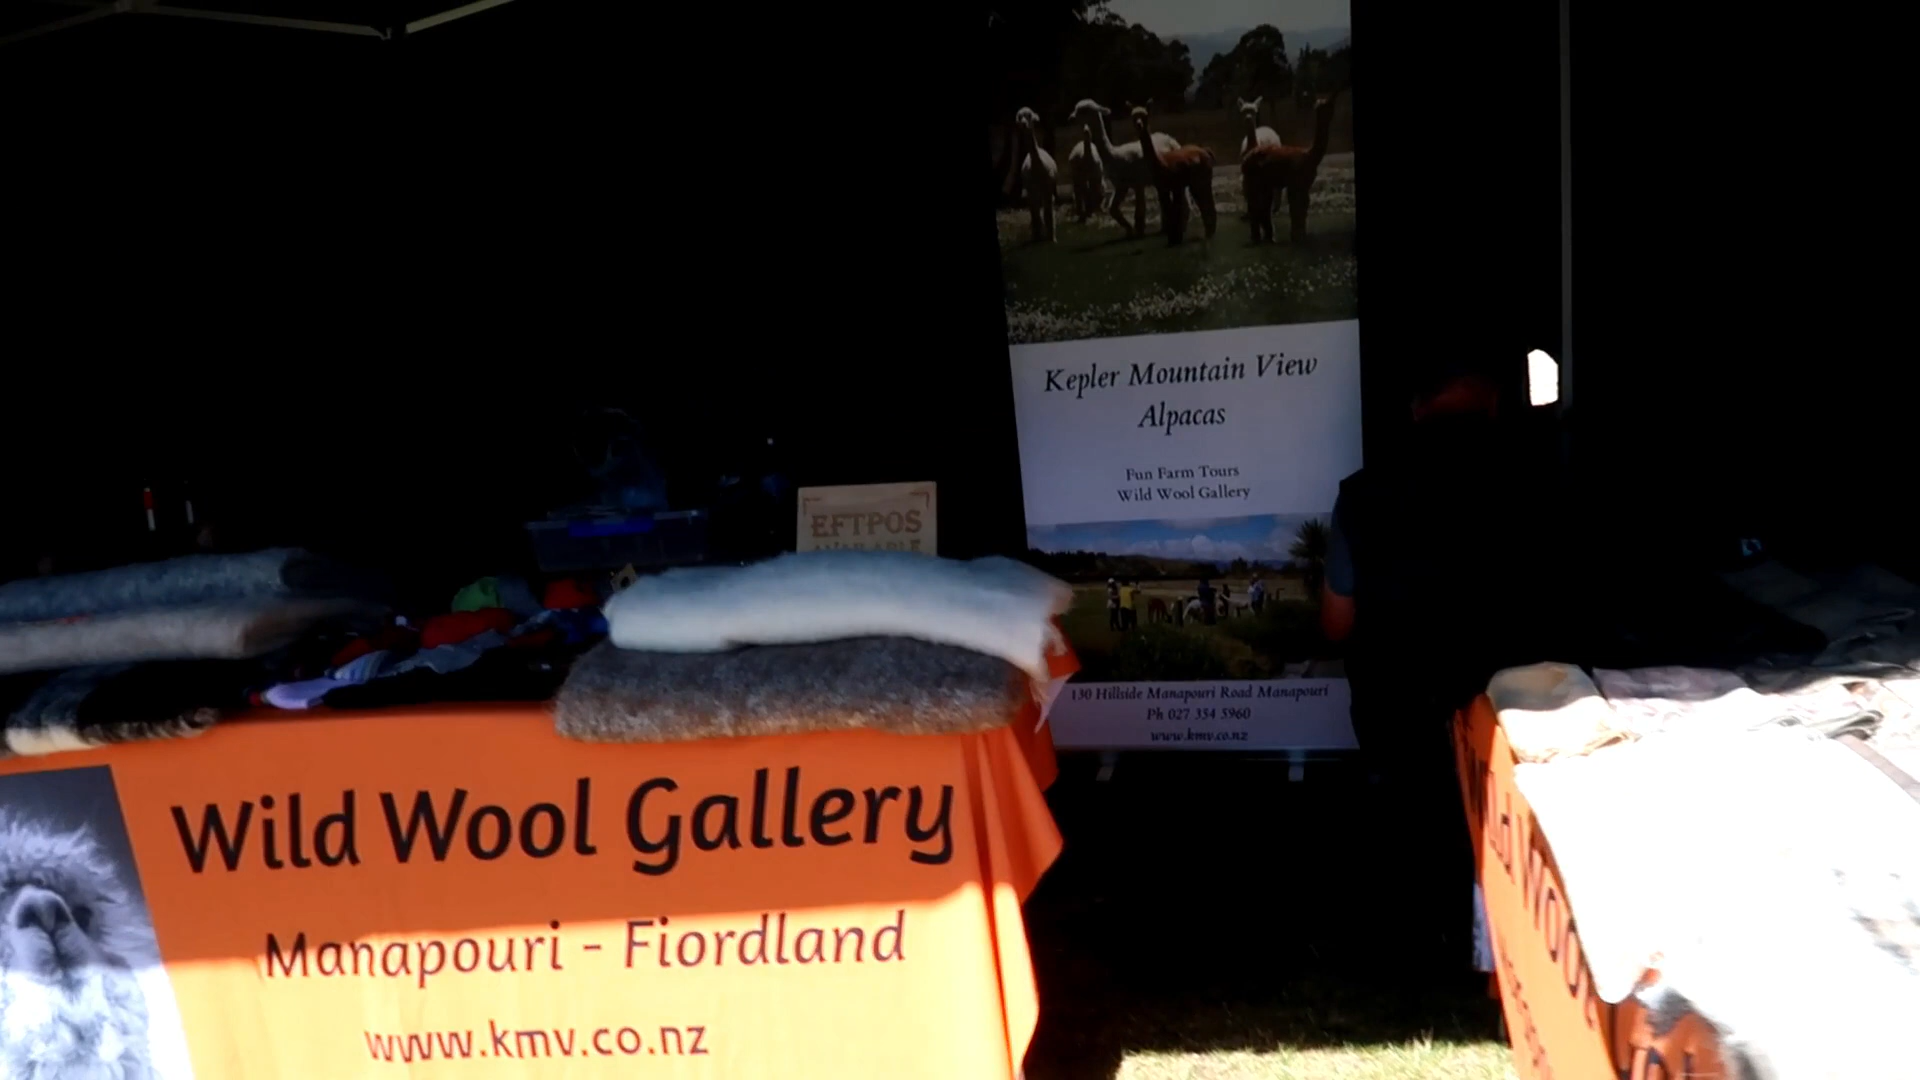 Kepler Mountain View
Alpacas
Fun Farm Tours
Wild Wool Gallery
EFTPOS
AVAILABLE
130 Hillside Manapouri Road Manapouri
Ph 027 354 5960
www.kmv.co.nz
Wild Wool Gallery
Manapouri - Fiordland
www.kmv.co.nz